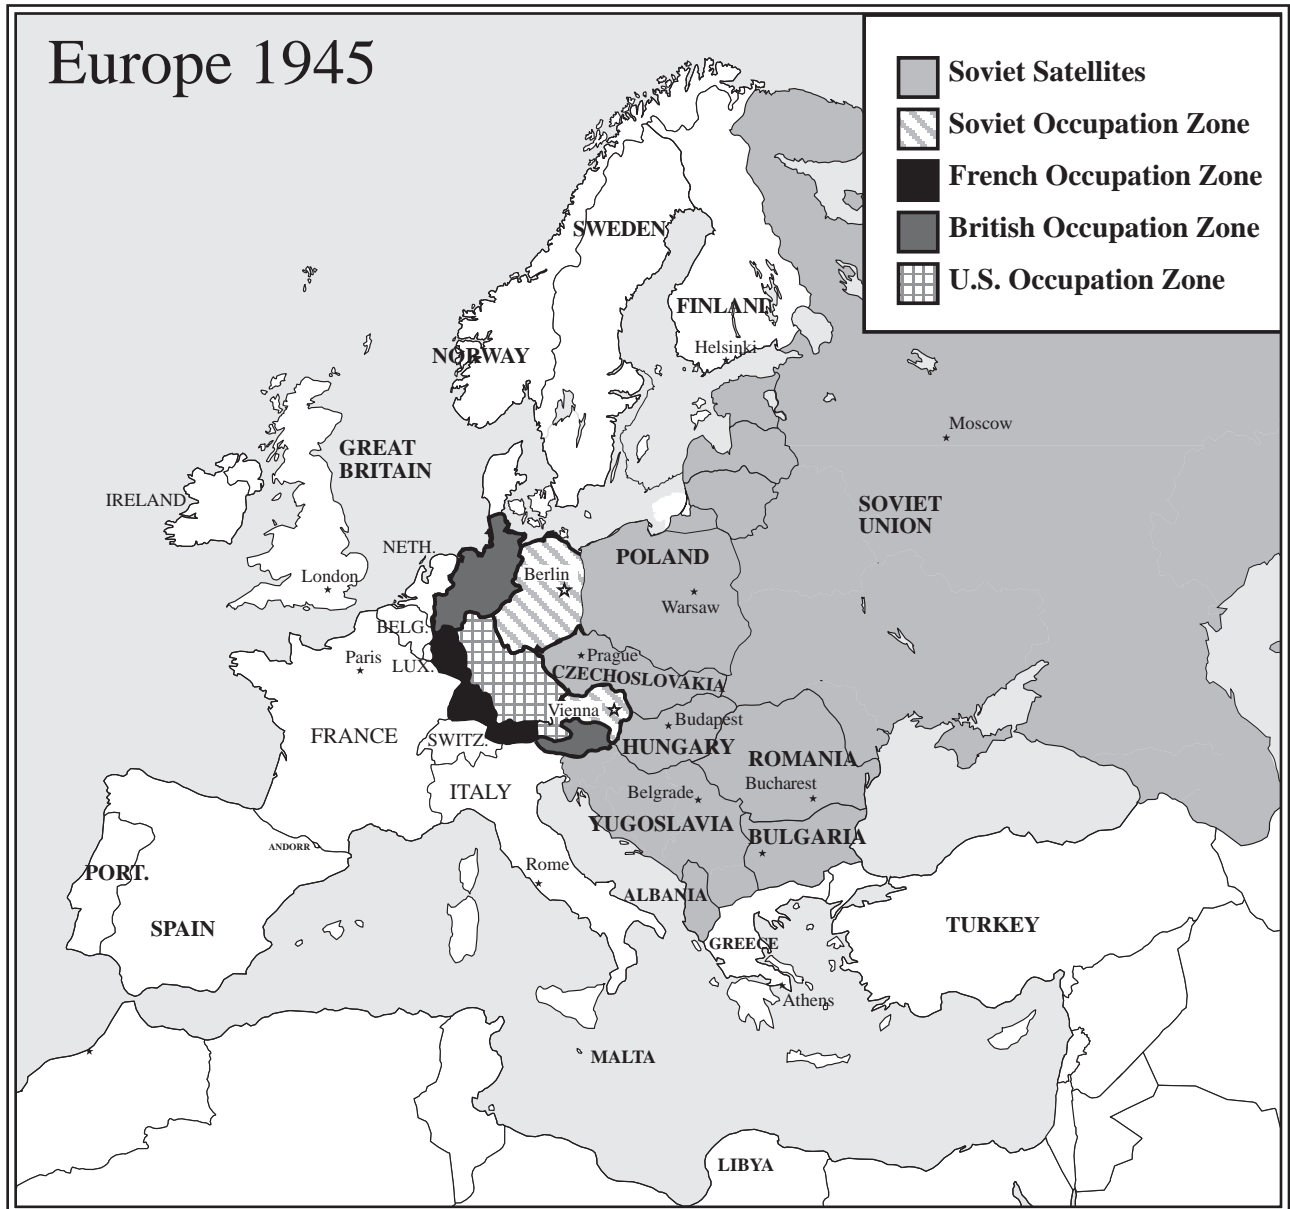 Europe 1945
Soviet Satellites
Soviet Occupation Zone
French Occupation Zone
British Occupation Zone
U.S. Occupation Zone
SWEDEN
FINLAND
Helsinki
NORWAY
Moscow
GREAT
BRITAIN
IRELAND
SOVIET
UNION
NETH.
POLAND
London
Berlin
Warsaw
BELG.
Paris
LUX.
Prague
CZECHOSLOVAKIA
Vienna
Budapest
FRANCE
SWITZ.
HUNGARY
ROMANIA
ITALY
Belgrade
Bucharest
YUGOSLAVIA
BULGARIA
ANDORR
PORT.
Rome
ALBANIA
SPAIN
TURKEY
GREECE
Athens
MALTA
LIBYA